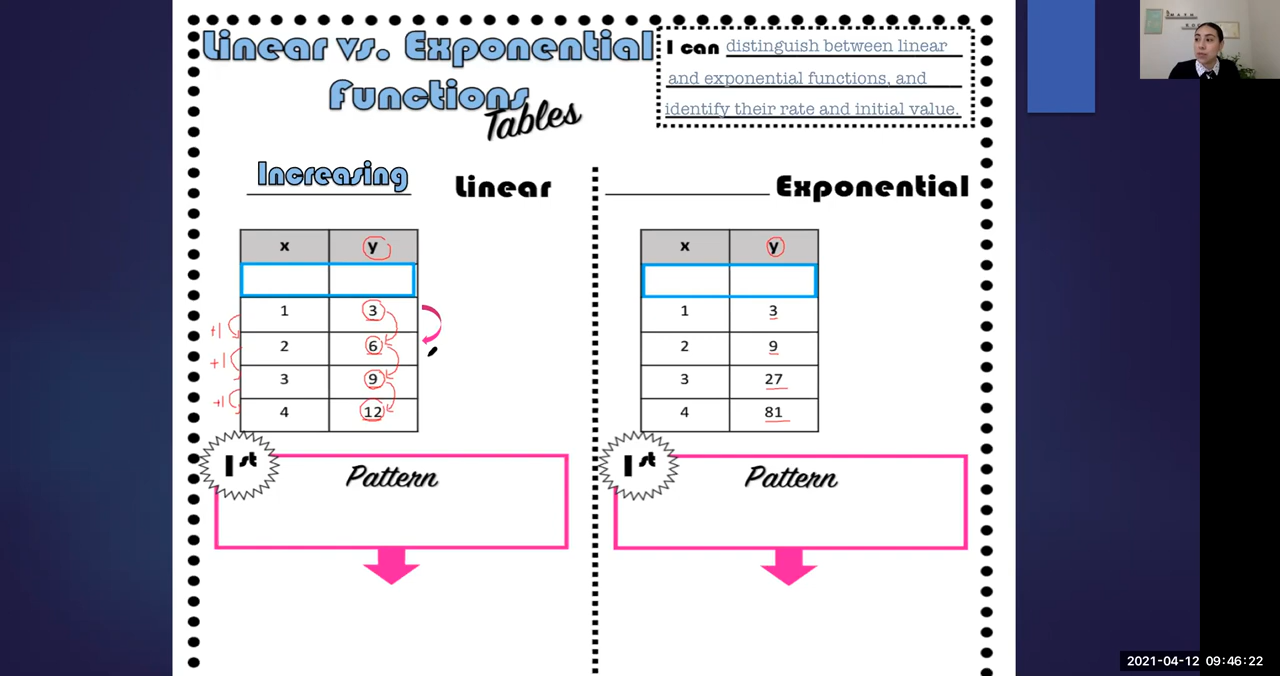 Linear vs. Exponential
Functions
Tables
I can distinguish between linear
and exponential functions, and
identify their rate and initial value.
Increasing Linear
x y
1 3
2 6
3 9
4 12
+1
+1
+1
1st
Pattern
Exponential
x y
1 3
2 9
3 27
4 81
1st
Pattern
2021-04-12 09:46:22